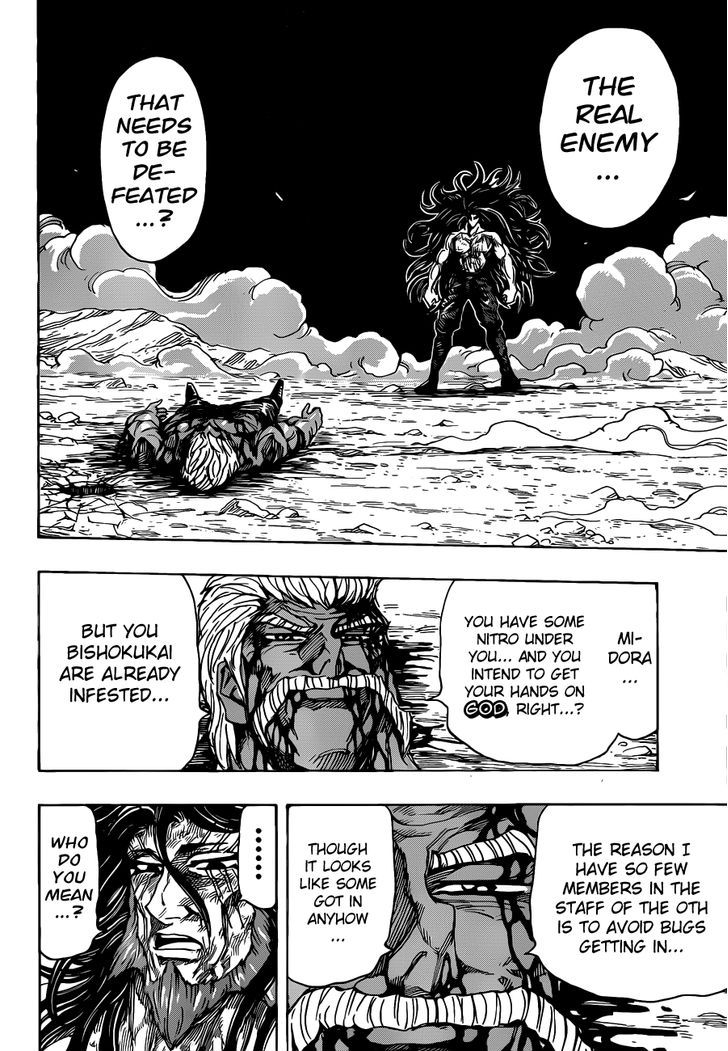 THE
REAL
ENEMY
...
THAT
NEEDS
TO BE
DE-
FEATED
...?
MI-
DORA
...
YOU HAVE SOME
NITRO UNDER
YOU... AND YOU
INTEND TO GET
YOUR HANDS ON
GOD, RIGHT...?
BUT YOU
BISHOKUKAI
ARE ALREADY
INFESTED...
THE REASON I
HAVE SO FEW
MEMBERS IN THE
STAFF OF THE 0TH
IS TO AVOID BUGS
GETTING IN...
THOUGH
IT LOOKS
LIKE SOME
GOT IN
ANYHOW
...
......
WHO
DO
YOU
MEAN
...?